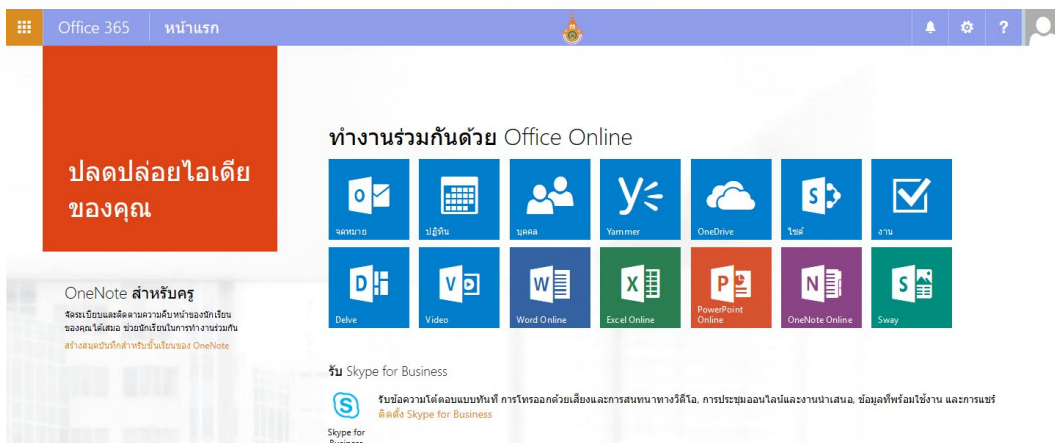 Office 365 หน้าแรก
?
ปลดปล่อยไอเดีย
ของคุณ
OneNote สำหรับครู
จัดระเบียบและติดตามความคืบหน้าของนักเรียน
ของคุณได้เสมอ ช่วยนักเรียนในการทำงานร่วมกัน
สร้างสมุดบันทึกสำหรับชั้นเรียนของ OneNote
ทำงานร่วมกันด้วย Office Online
จดหมาย ปฏิทิน บุคคล Yammer OneDrive ไซต์ งาน
Delve Video Word Online Excel Online PowerPoint Online OneNote Online Sway
รับ Skype for Business
รับข้อความโต้ตอบแบบทันที การโทรออกด้วยเสียงและการสนทนาทางวิดีโอ, การประชุมออนไลน์และงานนำเสนอ, ข้อมูลที่พร้อมใช้งาน และการแชร์
ติดตั้ง Skype for Business
Skype for
Business